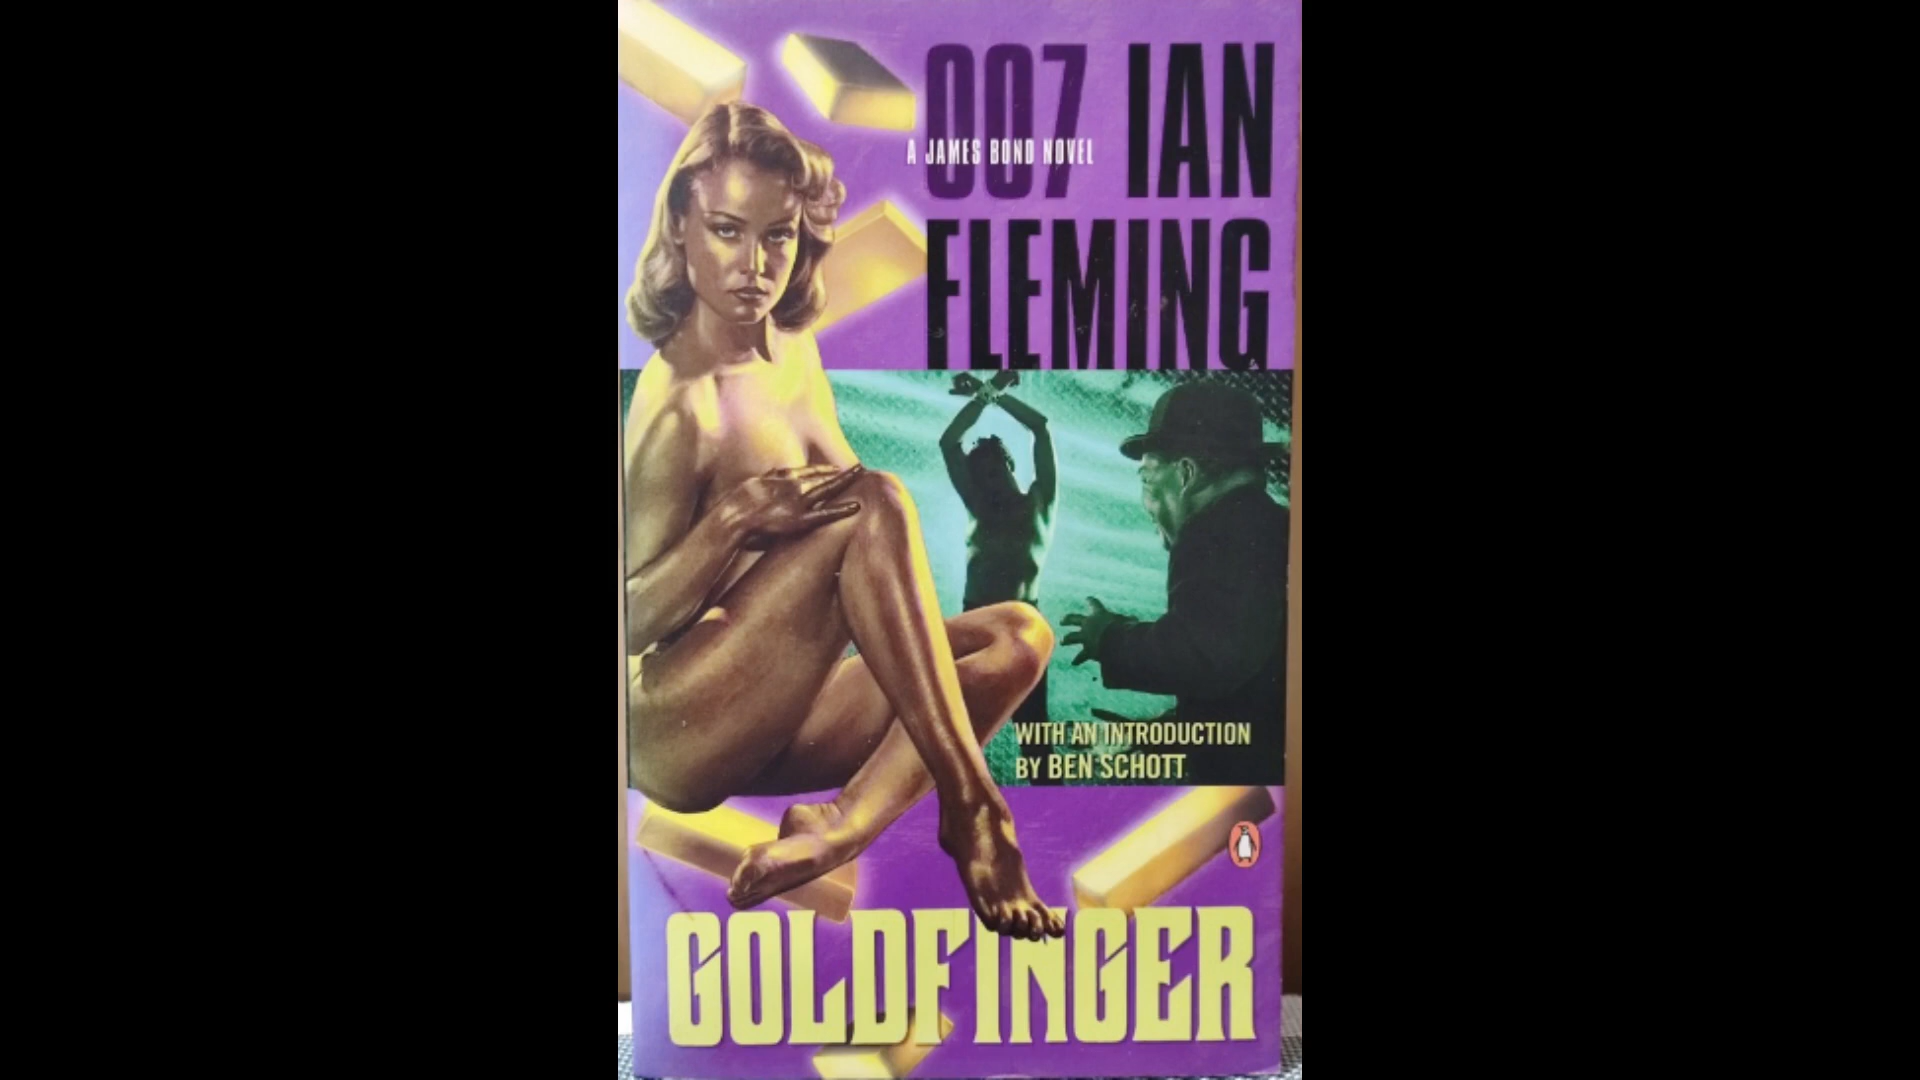 007 IAN
A JAMES BOND NOVEL
FLEMING
WITH AN INTRODUCTION
BY BEN SCHOTT
GOLDFINGER